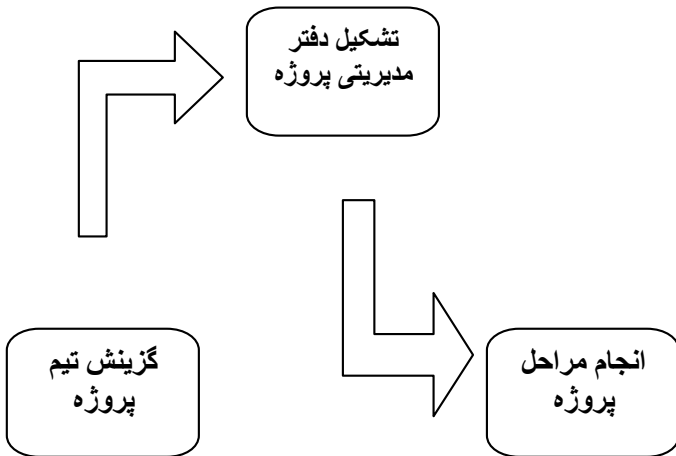 تشکیل دفتر
مدیریتی پروژه
گزینش تیم
پروژه
انجام مراحل
پروژه